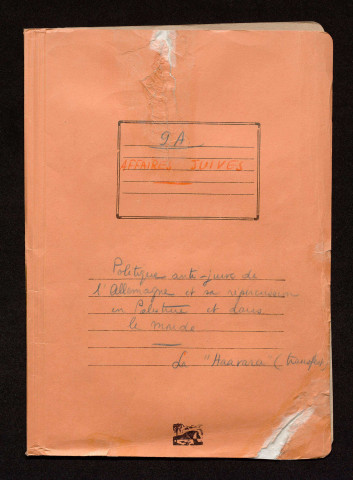 9A
AFFAIRES JUIVES
Politique anti-juive de
l'Allemagne et sa répercussion
en Palestine et dans
le monde
La "Haavara" (transfer)